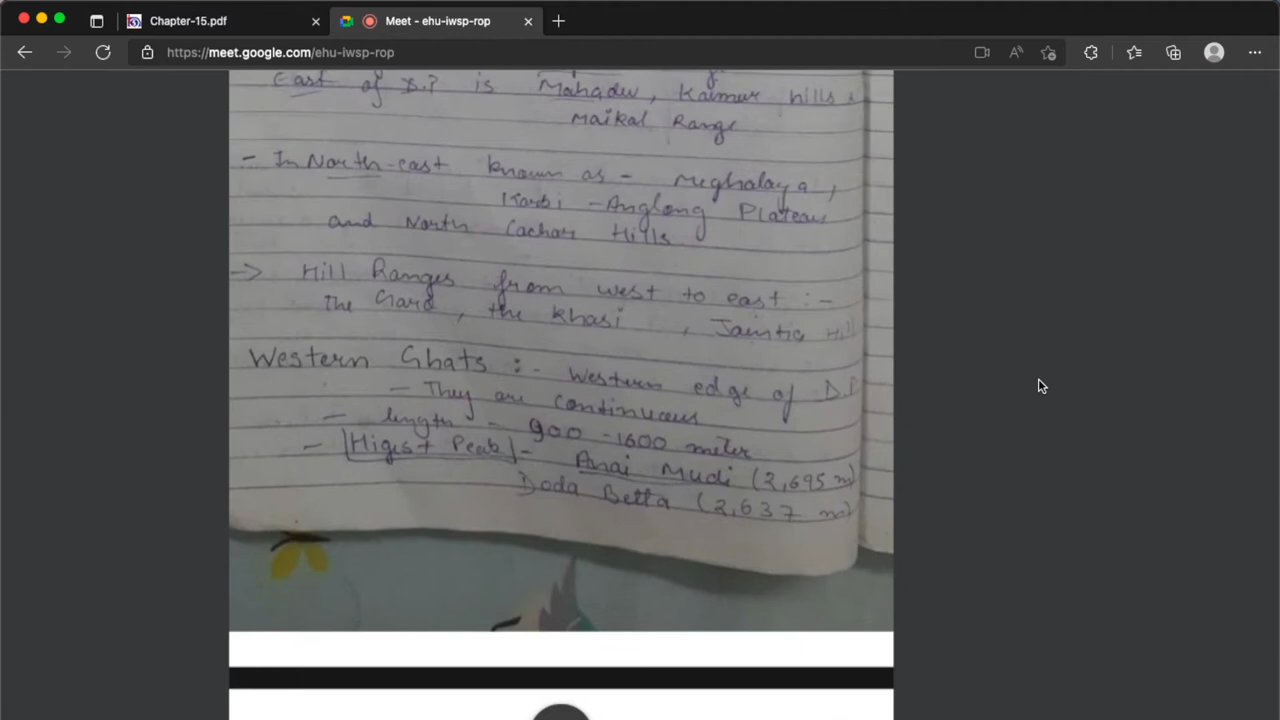 Chapter-15.pdf
Meet - ehu-iwsp-rop
https://meet.google.com/ehu-iwsp-rop
East of D.P is Mahadev, Kaimur hills &
Maikal Range
- In North-east known as - Meghalaya,
Karbi -Anglong Plateau
and North Cachar Hills
-> Hill Ranges from west to east :-
The Garo, the Khasi, Jaintia Hill
Western Ghats :- Western edge of D.P
- They are continuous
- length - 900 -1600 meter
- Higest Peak - Anai Mudi (2,695 m)
Doda Betta (2,637 m)